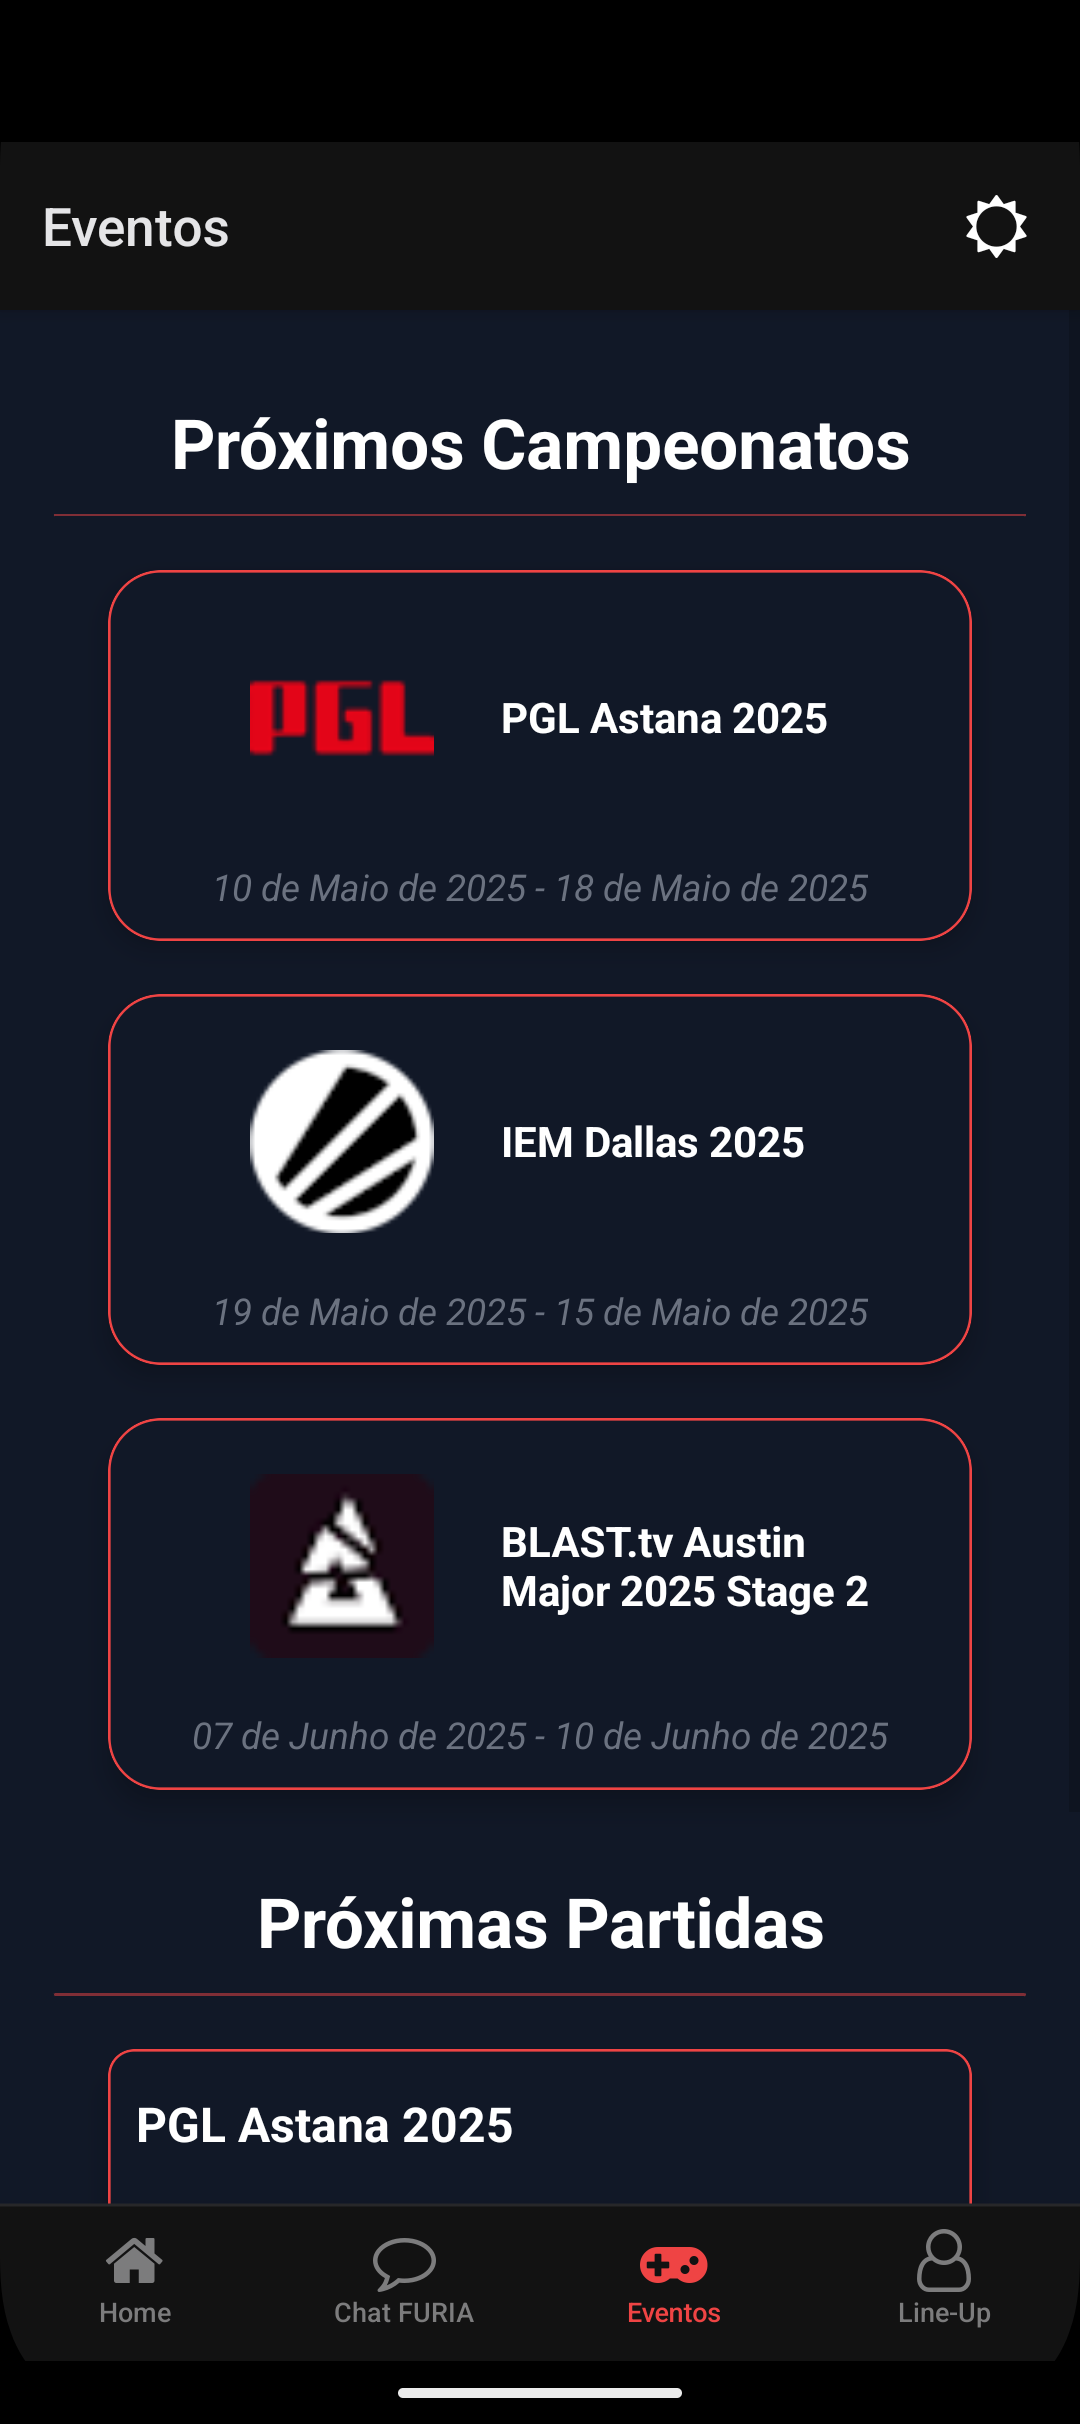 Eventos
Próximos Campeonatos
PGL
PGL Astana 2025
10 de Maio de 2025 - 18 de Maio de 2025
IEM Dallas 2025
19 de Maio de 2025 - 15 de Maio de 2025
BLAST.tv Austin
Major 2025 Stage 2
07 de Junho de 2025 - 10 de Junho de 2025
Próximas Partidas
PGL Astana 2025
Home
Chat FURIA
Eventos
Line-Up